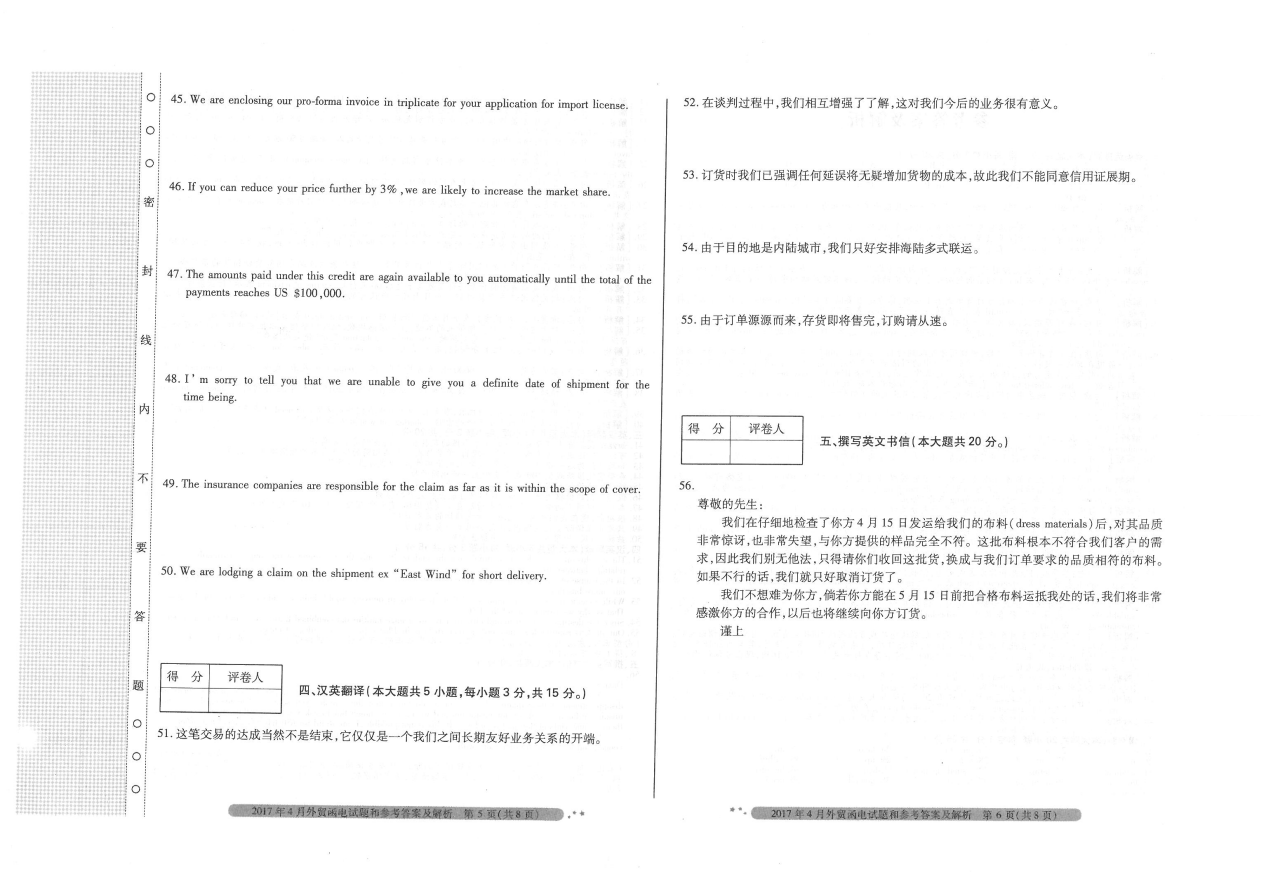 密封线内不要答题
45. We are enclosing our pro-forma invoice in triplicate for your application for import license.
46. If you can reduce your price further by 3%,we are likely to increase the market share.
47. The amounts paid under this credit are again available to you automatically until the total of the
payments reaches US $100,000.
48. I'm sorry to tell you that we are unable to give you a definite date of shipment for the
time being.
49. The insurance companies are responsible for the claim as far as it is within the scope of cover.
50. We are lodging a claim on the shipment ex “East Wind” for short delivery.
得 分 评卷人
四、汉英翻译(本大题共5小题,每小题3分,共15分。)
51. 这笔交易的达成当然不是结束,它仅仅是一个我们之间长期友好业务关系的开端。
2017年4月外贸函电试题和参考答案及解析 第5页(共8页)
52. 在谈判过程中,我们相互增强了了解,这对我们今后的业务很有意义。
53. 订货时我们已强调任何延误将无疑增加货物的成本,故此我们不能同意信用证展期。
54. 由于目的地是内陆城市,我们只好安排海陆多式联运。
55. 由于订单源源而来,存货即将售完,订购请从速。
得 分 评卷人
五、撰写英文书信(本大题共20分。)
56.
尊敬的先生:
我们在仔细地检查了你方4月15日发运给我们的布料(dress materials)后,对其品质
非常惊讶,也非常失望,与你方提供的样品完全不符。这批布料根本不符合我们客户的需
求,因此我们别无他法,只得请你们收回这批货,换成与我们订单要求的品质相符的布料。
如果不行的话,我们就只好取消订货了。
我们不想难为你方,倘若你方能在5月15日前把合格布料运抵我处的话,我们将非常
感激你方的合作,以后也将继续向你方订货。
谨上
2017年4月外贸函电试题和参考答案及解析 第6页(共8页)